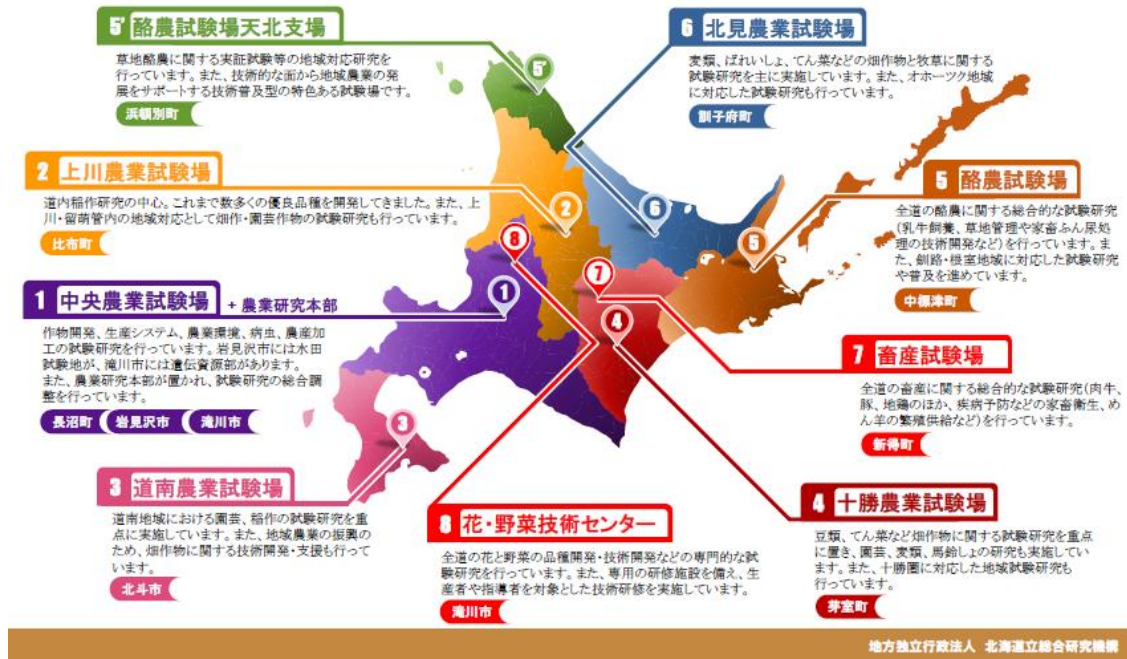 5' 酪農試験場天北支場
草地酪農に関する実証試験等の地域対応研究を
行っています。また、技術的な面から地域農業の発
展をサポートする技術普及型の特色ある試験場です。
浜頓別町
6 北見農業試験場
麦類、ばれいしょ、てん菜などの畑作物と牧草に関する
試験研究を主に実施しています。また、オホーツク地域
に対応した試験研究も行っています。
訓子府町
2 上川農業試験場
道内稲作研究の中心。これまで数多くの優良品種を開発してきました。また、上
川・留萌管内の地域対応として畑作・園芸作物の試験研究も行っています。
比布町
5 酪農試験場
全道の酪農に関する総合的な試験研究
(乳牛飼養、草地管理や家畜ふん尿処
理の技術開発など)を行っています。ま
た、釧路・根室地域に対応した試験研究
や普及を進めています。
中標津町
1 中央農業試験場 + 農業研究本部
作物開発、生産システム、農業環境、病虫、農産加
工の試験研究を行っています。岩見沢市には水田
試験地が、滝川市には遺伝資源部があります。
また、農業研究本部が置かれ、試験研究の総合調
整を行っています。
長沼町 岩見沢市 滝川市
7 畜産試験場
全道の畜産に関する総合的な試験研究(肉牛、
豚、地鶏のほか、疾病予防などの家畜衛生、め
ん羊の繁殖供給など)を行っています。
新得町
3 道南農業試験場
道南地域における園芸、稲作の試験研究を重
点に実施しています。また、地域農業の振興の
ため、畑作物に関する技術開発・支援も行って
います。
北斗市
8 花・野菜技術センター
全道の花と野菜の品種開発・技術開発などの専門的な試
験研究を行っています。また、専用の研修施設を備え、生
産者や指導者を対象とした技術研修を実施しています。
滝川市
4 十勝農業試験場
豆類、てん菜など畑作物に関する試験研究を重点
に置き、園芸、麦類、馬鈴しょの研究も実施してい
ます。また、十勝圏に対応した地域試験研究も
行っています。
芽室町
5'
2
6
8
5
7
1
4
3
地方独立行政法人 北海道立総合研究機構